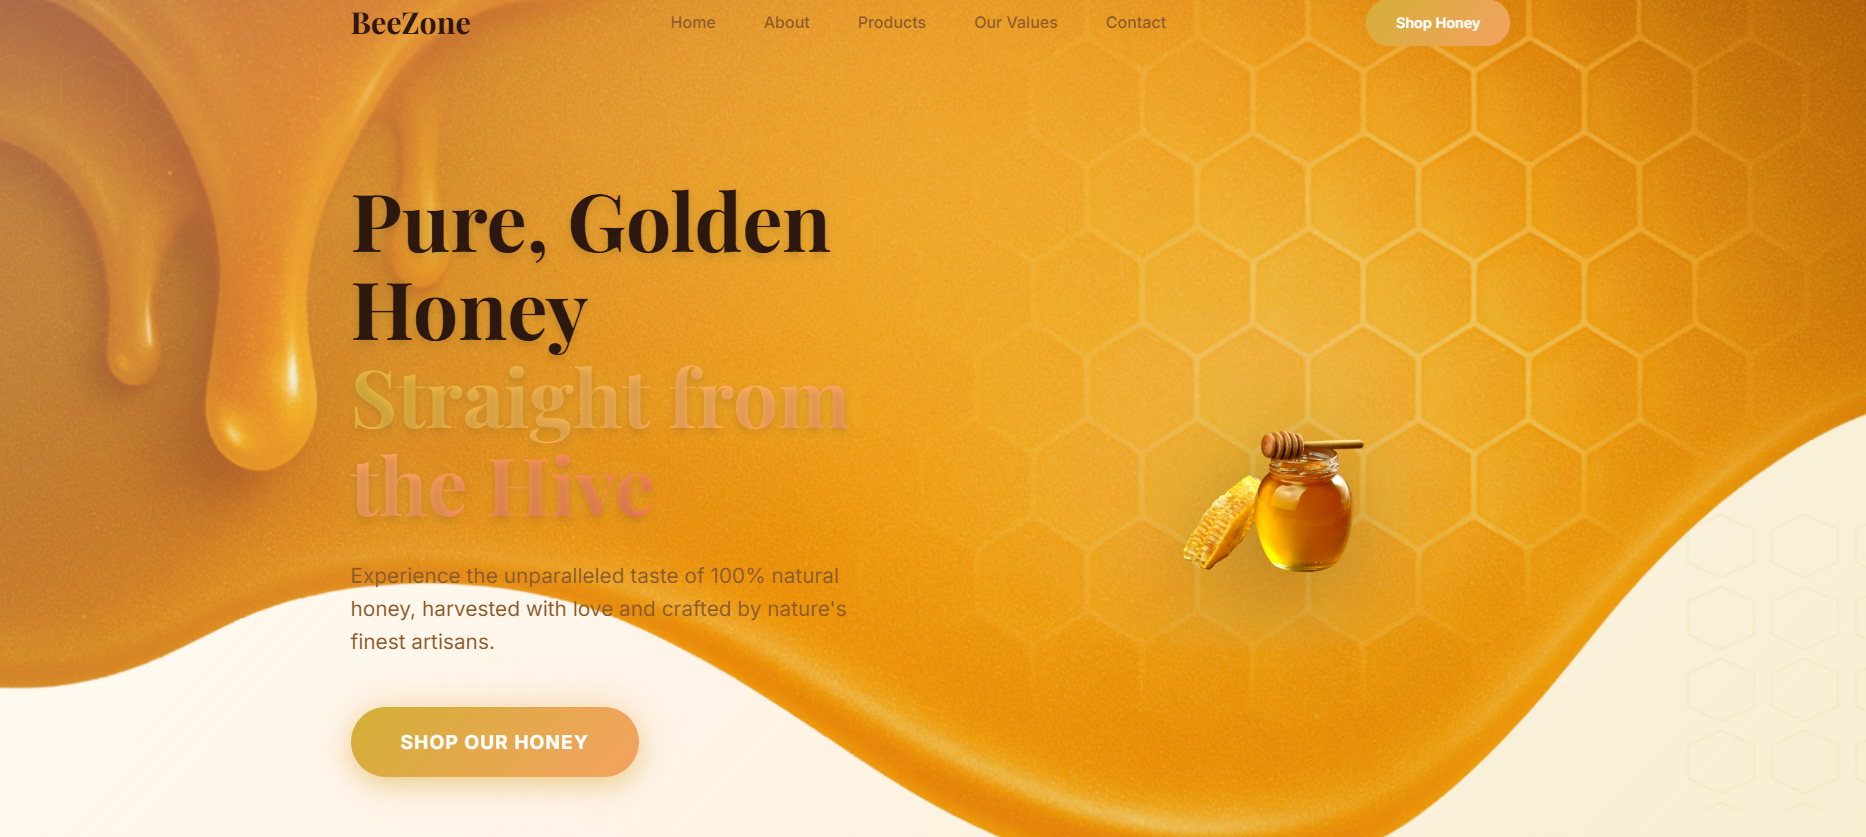 BeeZone
Home
About
Products
Our Values
Contact
Shop Honey
Pure, Golden
Honey
Straight from
the Hive
Experience the unparalleled taste of 100% natural
honey, harvested with love and crafted by nature's
finest artisans.
SHOP OUR HONEY